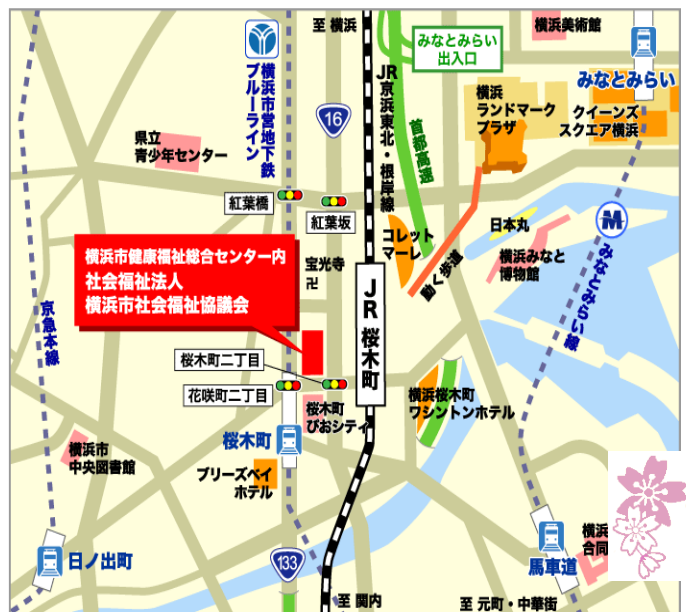 至 横浜
みなとみらい
出入口
横浜美術館
みなとみらい
横浜市営地下鉄
ブルーライン
16
JR京浜東北・根岸線
首都高速
横浜
ランドマーク
プラザ
クイーンズ
スクエア横浜
県立
青少年センター
紅葉橋
紅葉坂
コレット
マーレ
日本丸
M
横浜みなと
博物館
動く歩道
みなとみらい線
横浜市健康福祉総合センター内
社会福祉法人
横浜市社会福祉協議会
宝光寺
卍
JR 桜木町
京急本線
桜木町二丁目
花咲町二丁目
桜木町
ぴおシティ
横浜桜木町
ワシントンホテル
桜木町
横浜市
中央図書館
ブリーズベイ
ホテル
日ノ出町
133
馬車道
横浜
合同
至 関内
至 元町・中華街